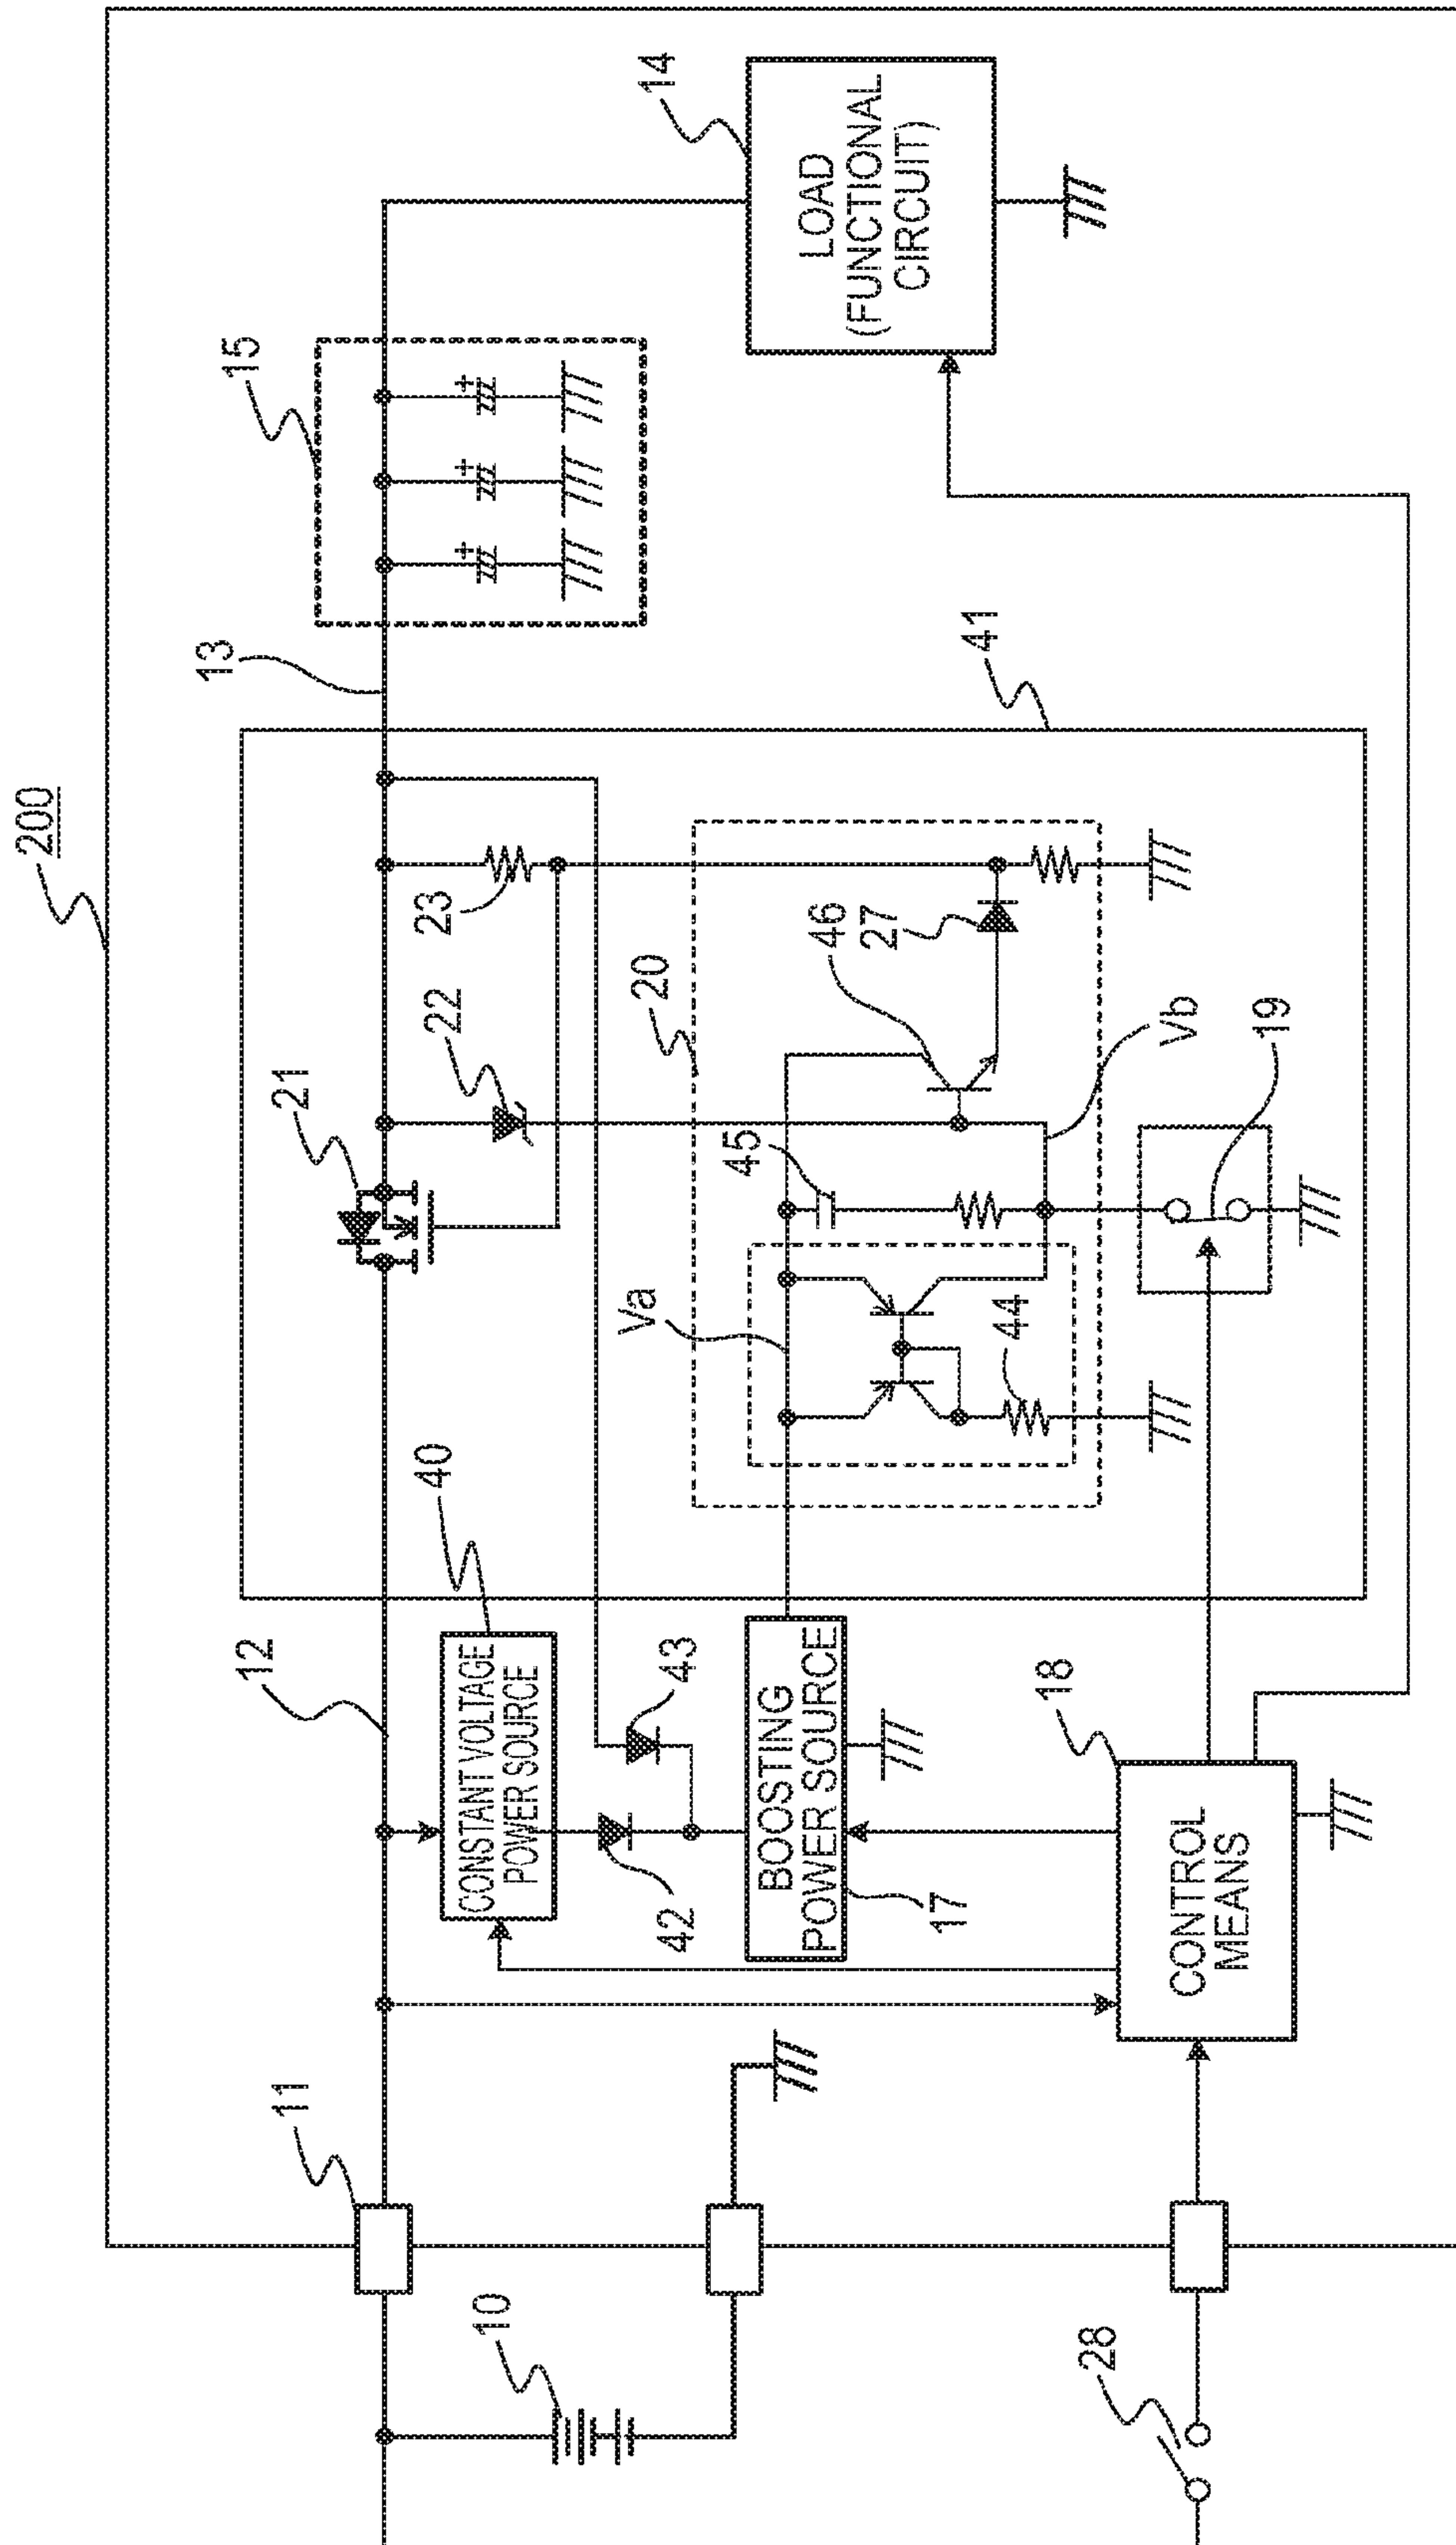 200
11
12
13
15
14
LOAD
(FUNCTIONAL
CIRCUIT)
10
40
CONSTANT VOLTAGE
POWER SOURCE
42
43
21
22
23
20
41
BOOSTING
POWER SOURCE
17
Va
45
46
27
44
Vb
19
18
CONTROL
MEANS
28